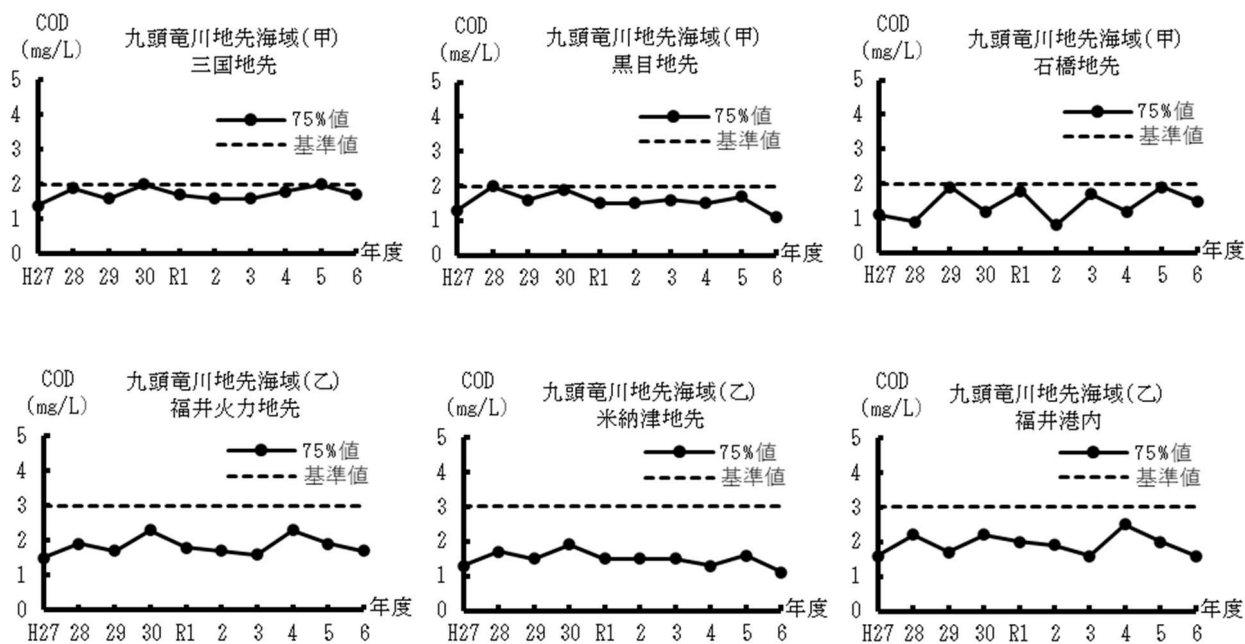 COD
(mg/L)
九頭竜川地先海域(甲)
三国地先
5
4
3
2
1
0
75%値
基準値
年度
H27 28 29 30 R1 2 3 4 5 6
COD
(mg/L)
九頭竜川地先海域(甲)
黒目地先
5
4
3
2
1
0
75%値
基準値
年度
H27 28 29 30 R1 2 3 4 5 6
COD
(mg/L)
九頭竜川地先海域(甲)
石橋地先
5
4
3
2
1
0
75%値
基準値
年度
H27 28 29 30 R1 2 3 4 5 6
COD
(mg/L)
九頭竜川地先海域(乙)
福井火力地先
5
4
3
2
1
0
75%値
基準値
年度
H27 28 29 30 R1 2 3 4 5 6
COD
(mg/L)
九頭竜川地先海域(乙)
米納津地先
5
4
3
2
1
0
75%値
基準値
年度
H27 28 29 30 R1 2 3 4 5 6
COD
(mg/L)
九頭竜川地先海域(乙)
福井港内
5
4
3
2
1
0
75%値
基準値
年度
H27 28 29 30 R1 2 3 4 5 6